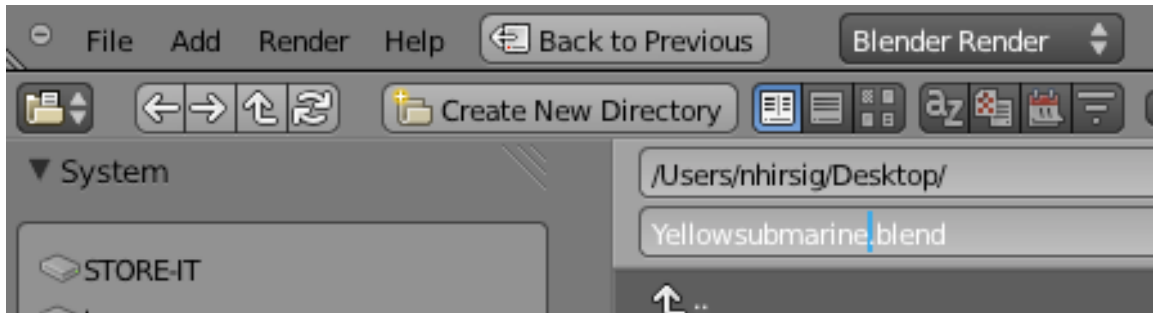 File Add Render Help Back to Previous Blender Render
Create New Directory az
System
/Users/nhirsig/Desktop/
Yellowsubmarine.blend
STORE-IT
..